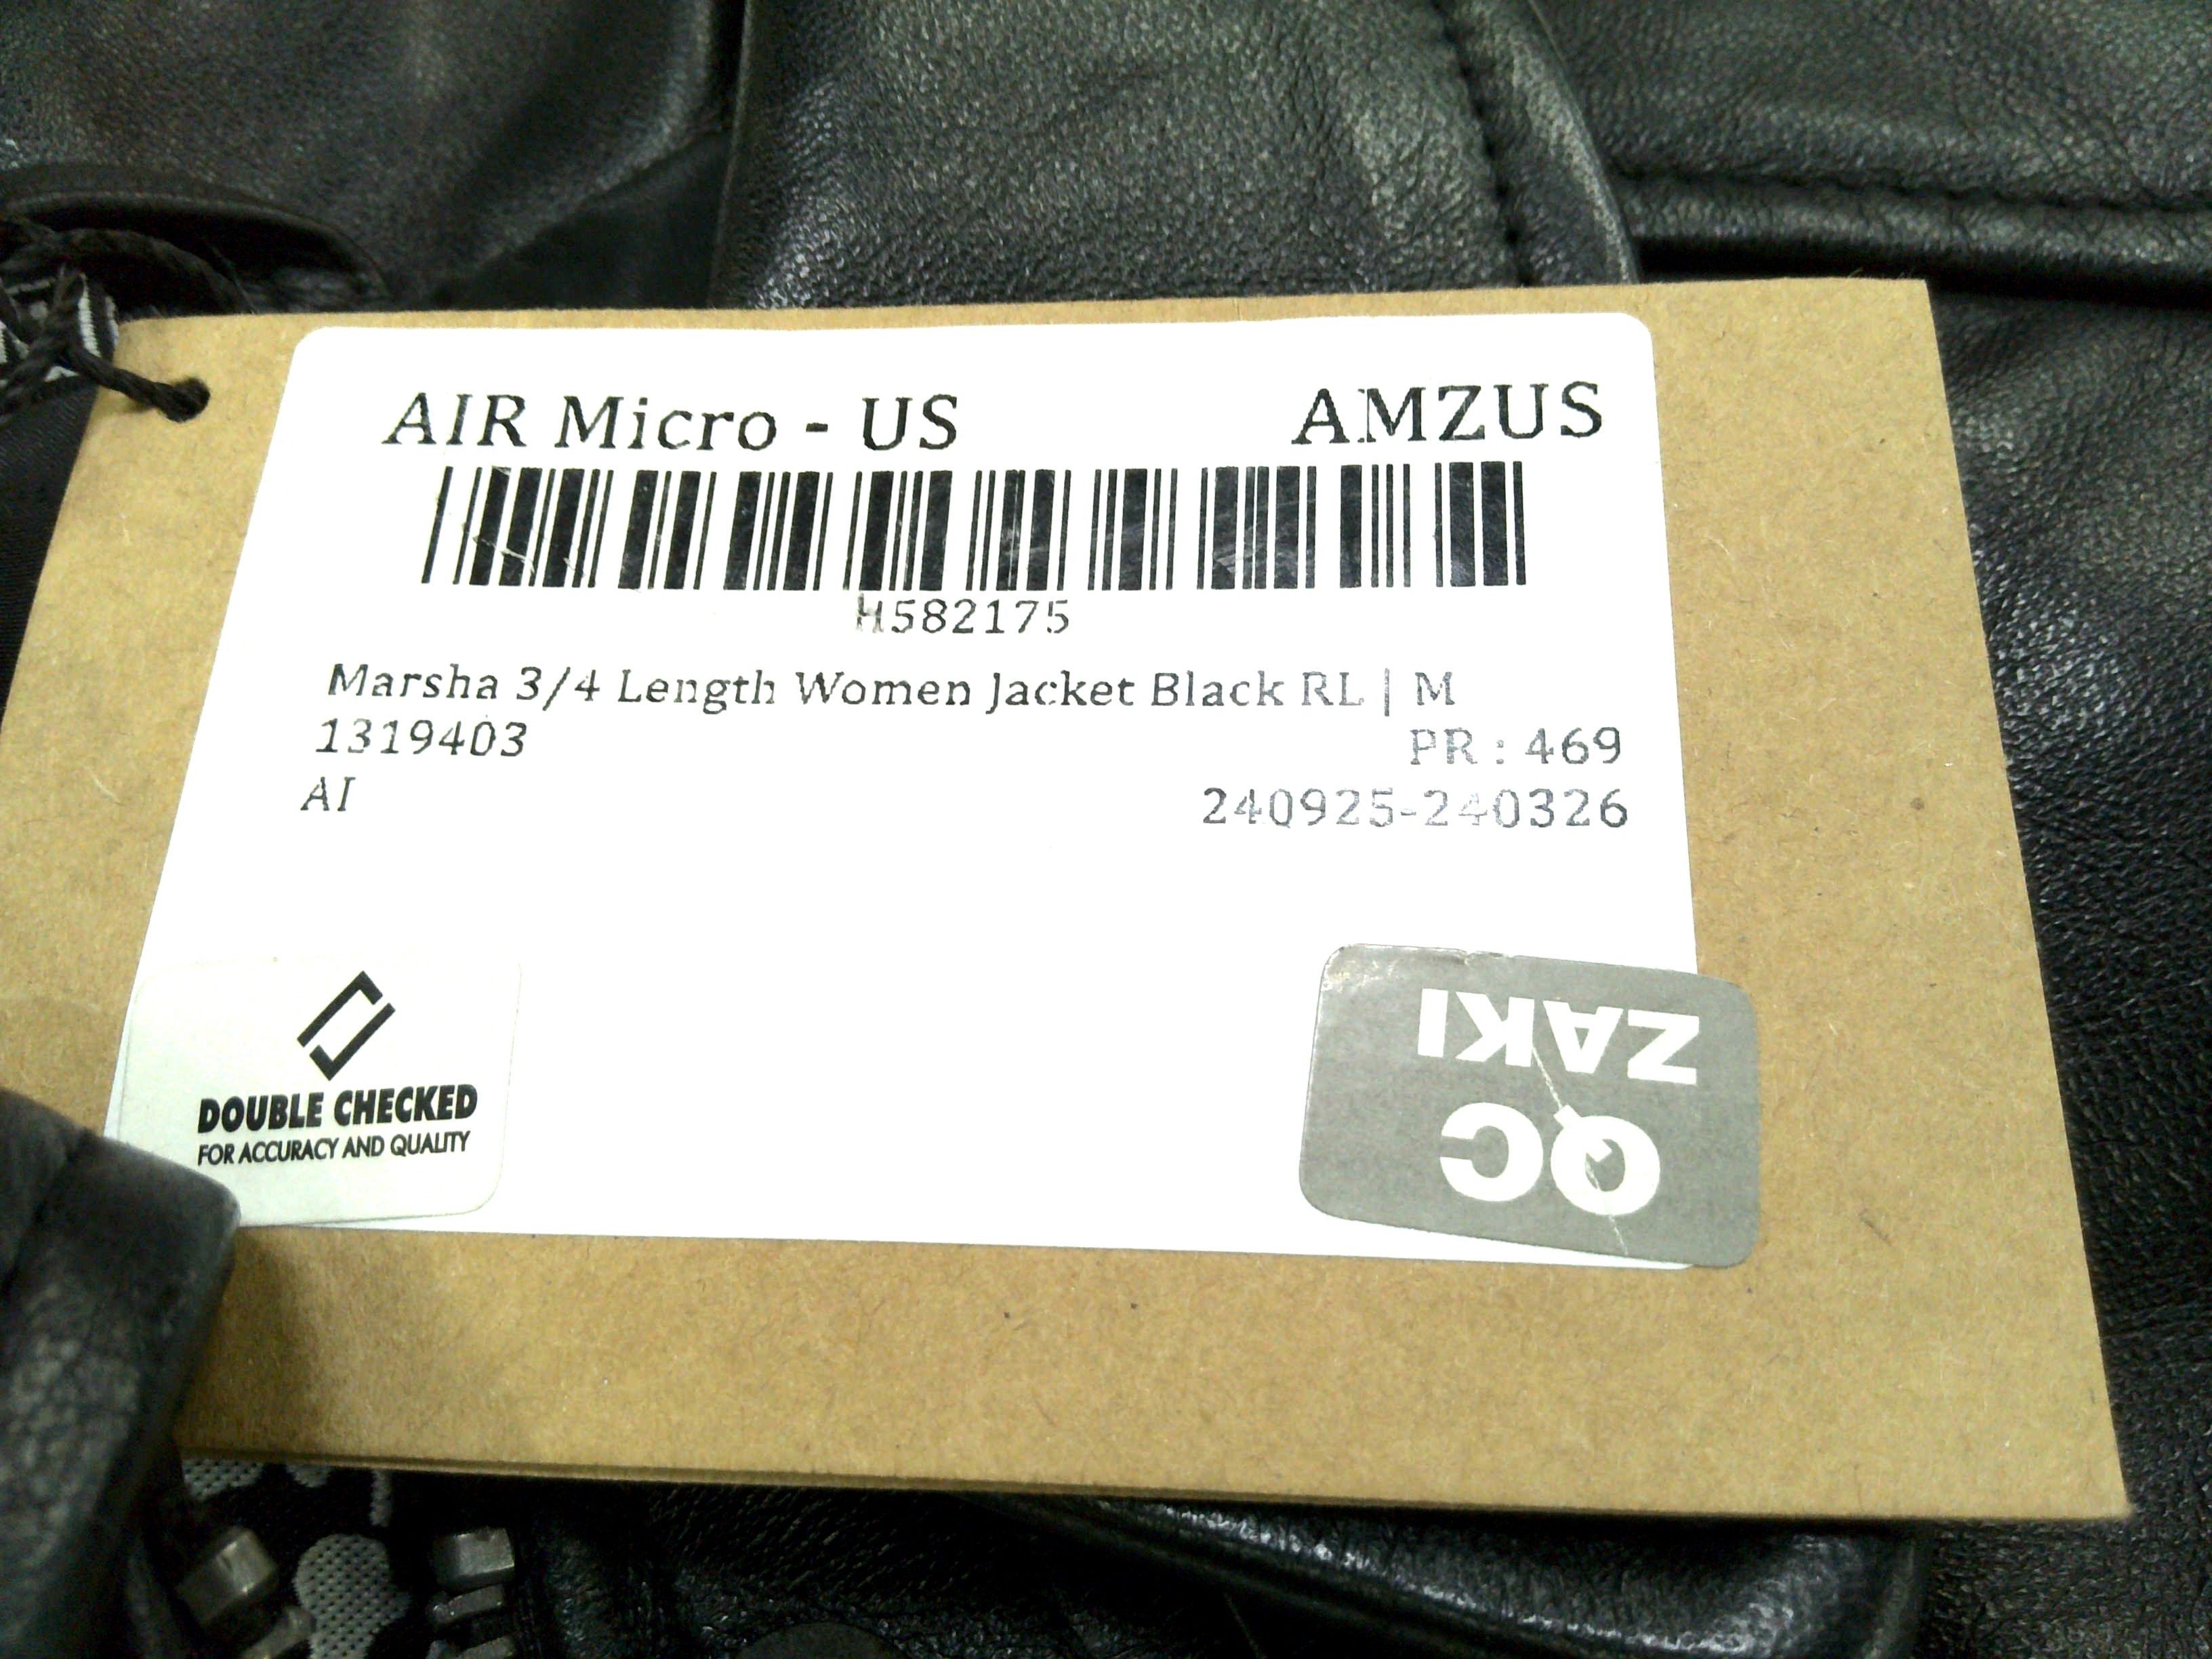 AIR Micro - US AMZUS
H582175
Marsha 3/4 Length Women Jacket Black RL | M
1319403 PR : 469
AI 240925-240326
DOUBLE CHECKED
FOR ACCURACY AND QUALITY
QC
ZAKI